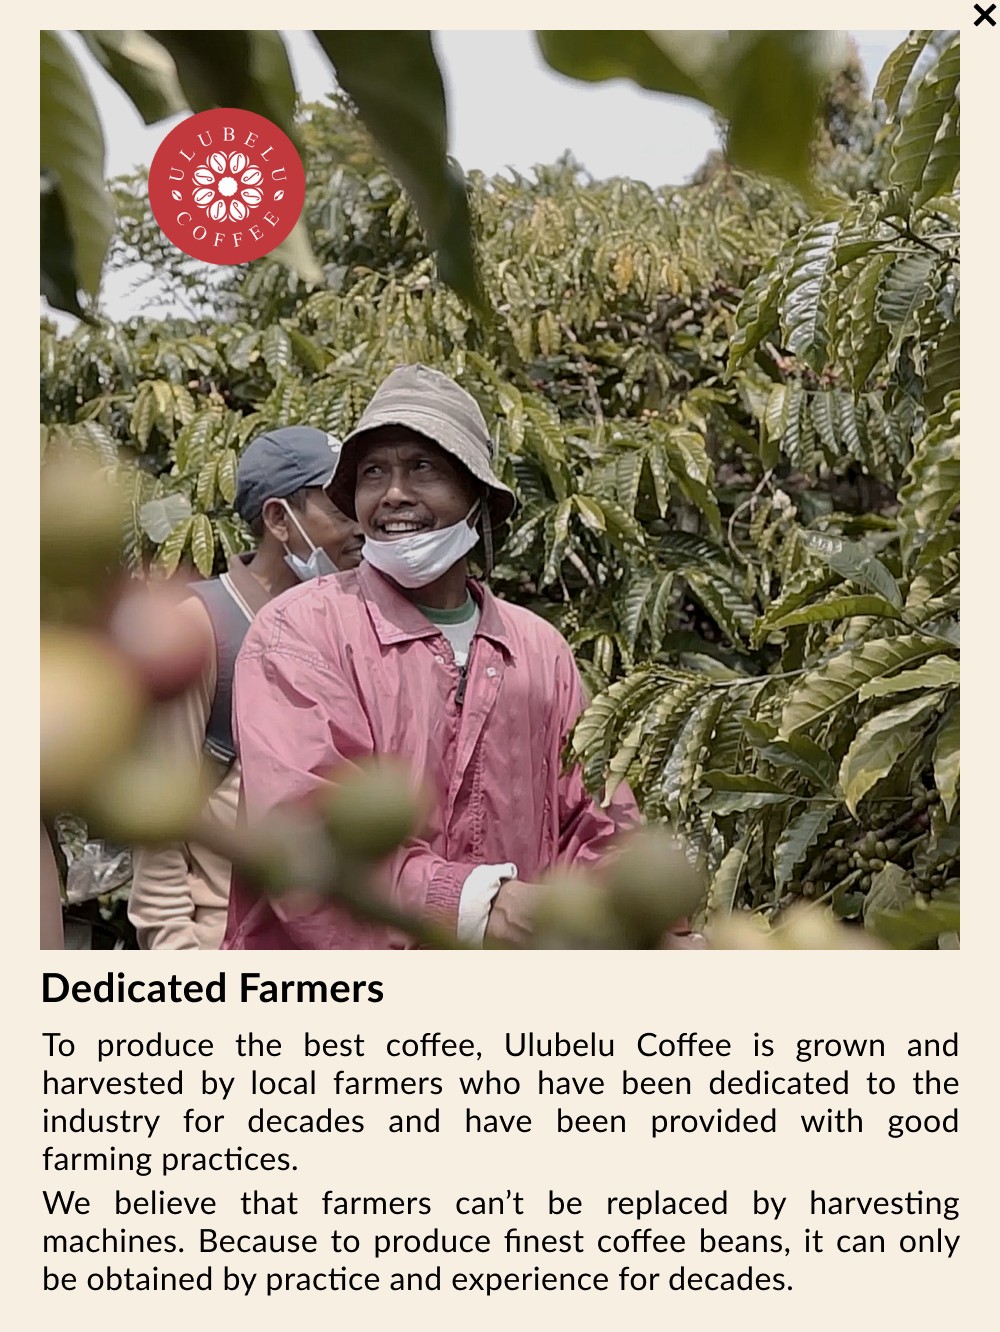 ULUBELU
COFFEE
Dedicated Farmers
To produce the best coffee, Ulubelu Coffee is grown and
harvested by local farmers who have been dedicated to the
industry for decades and have been provided with good
farming practices.
We believe that farmers can’t be replaced by harvesting
machines. Because to produce finest coffee beans, it can only
be obtained by practice and experience for decades.